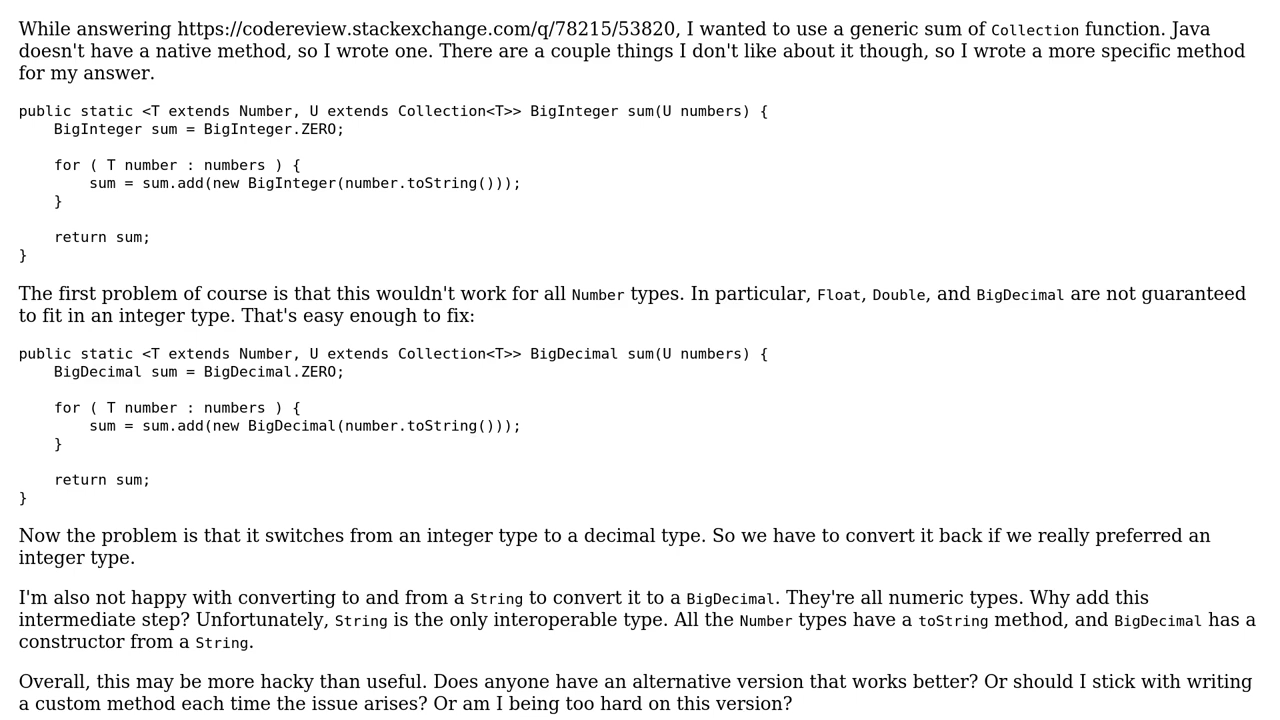 While answering https://codereview.stackexchange.com/q/78215/53820, I wanted to use a generic sum of Collection function. Java
doesn't have a native method, so I wrote one. There are a couple things I don't like about it though, so I wrote a more specific method
for my answer.
public static <T extends Number, U extends Collection<T>> BigInteger sum(U numbers) {
    BigInteger sum = BigInteger.ZERO;
    for ( T number : numbers ) {
        sum = sum.add(new BigInteger(number.toString()));
    }
    return sum;
}
The first problem of course is that this wouldn't work for all Number types. In particular, Float, Double, and BigDecimal are not guaranteed
to fit in an integer type. That's easy enough to fix:
public static <T extends Number, U extends Collection<T>> BigDecimal sum(U numbers) {
    BigDecimal sum = BigDecimal.ZERO;
    for ( T number : numbers ) {
        sum = sum.add(new BigDecimal(number.toString()));
    }
    return sum;
}
Now the problem is that it switches from an integer type to a decimal type. So we have to convert it back if we really preferred an
integer type.
I'm also not happy with converting to and from a String to convert it to a BigDecimal. They're all numeric types. Why add this
intermediate step? Unfortunately, String is the only interoperable type. All the Number types have a toString method, and BigDecimal has a
constructor from a String.
Overall, this may be more hacky than useful. Does anyone have an alternative version that works better? Or should I stick with writing
a custom method each time the issue arises? Or am I being too hard on this version?